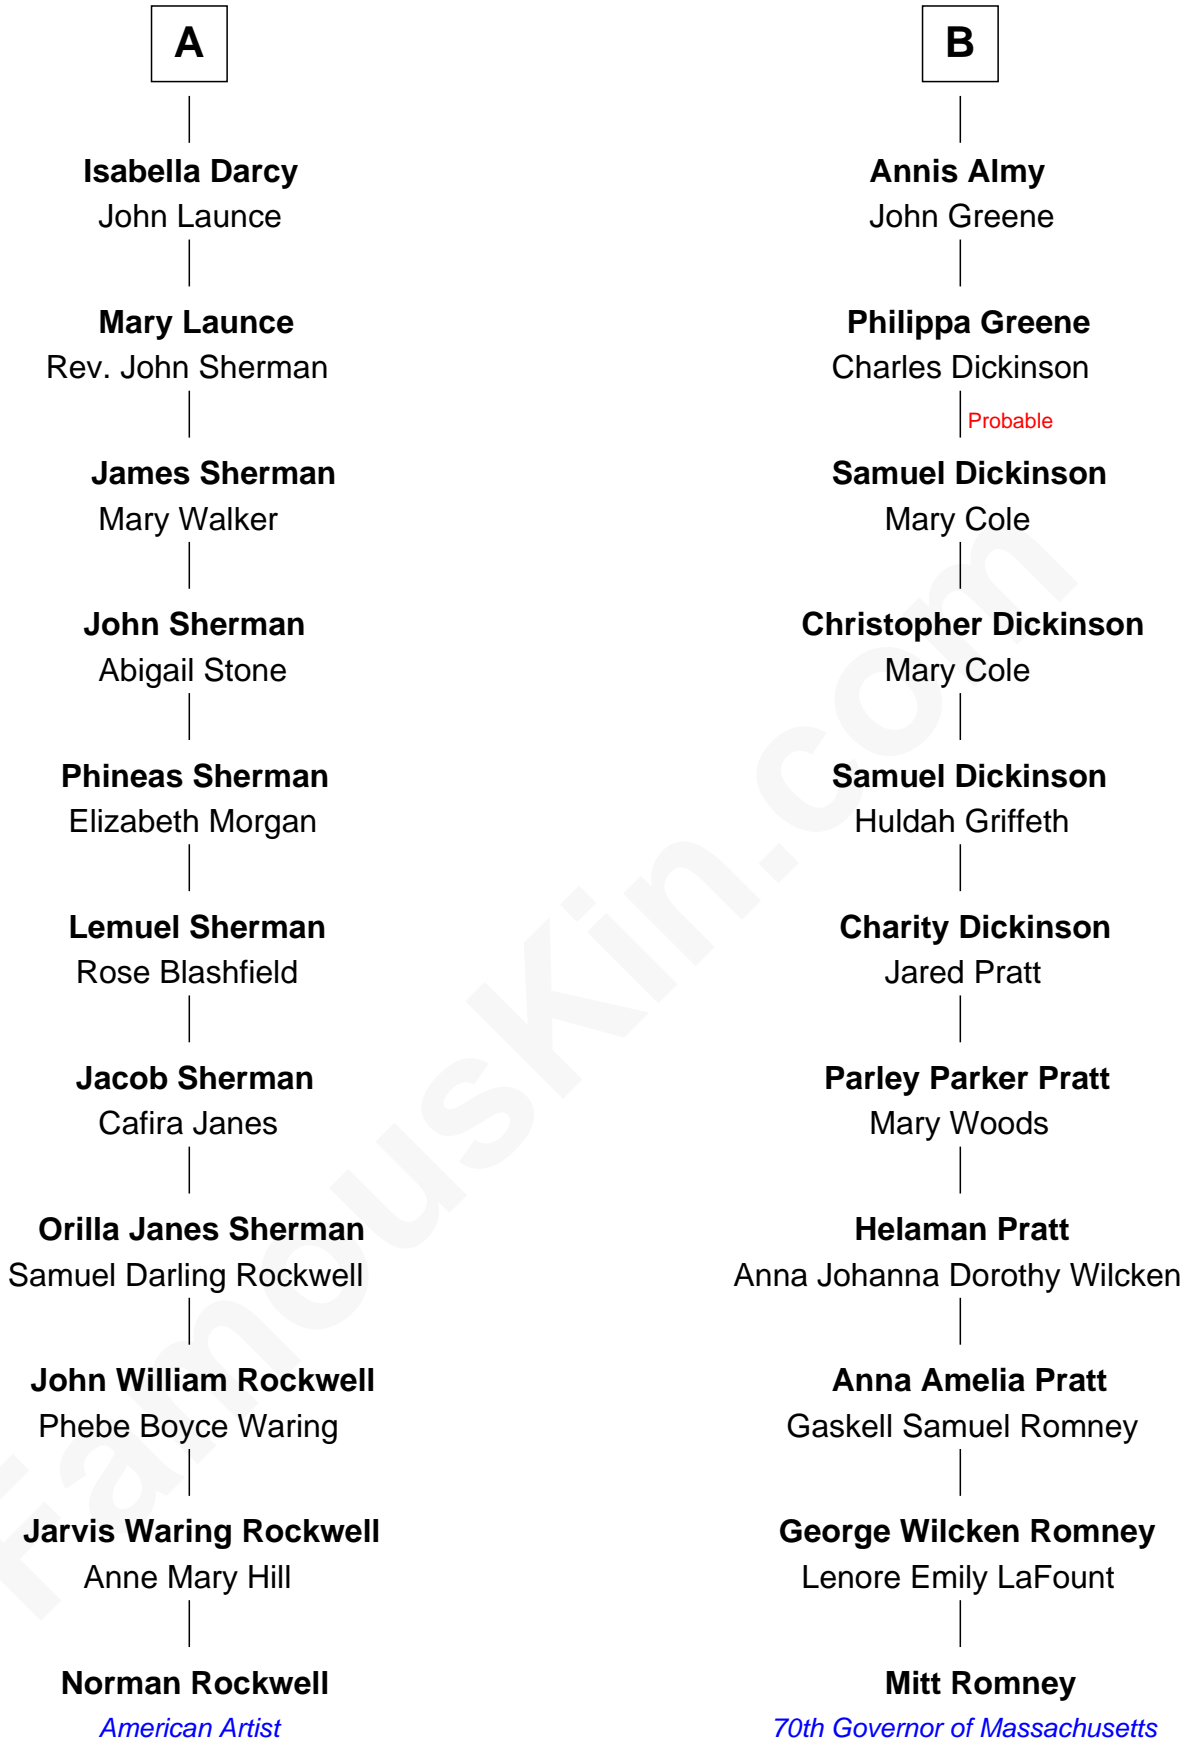 A
Isabella Darcy
John Launce
Mary Launce
Rev. John Sherman
James Sherman
Mary Walker
John Sherman
Abigail Stone
Phineas Sherman
Elizabeth Morgan
Lemuel Sherman
Rose Blashfield
Jacob Sherman
Cafira Janes
Orilla Janes Sherman
Samuel Darling Rockwell
John William Rockwell
Phebe Boyce Waring
Jarvis Waring Rockwell
Anne Mary Hill
Norman Rockwell
American Artist
B
Annis Almy
John Greene
Philippa Greene
Charles Dickinson
Probable
Samuel Dickinson
Mary Cole
Christopher Dickinson
Mary Cole
Samuel Dickinson
Huldah Griffeth
Charity Dickinson
Jared Pratt
Parley Parker Pratt
Mary Woods
Helaman Pratt
Anna Johanna Dorothy Wilcken
Anna Amelia Pratt
Gaskell Samuel Romney
George Wilcken Romney
Lenore Emily LaFount
Mitt Romney
70th Governor of Massachusetts
FamousKin.com